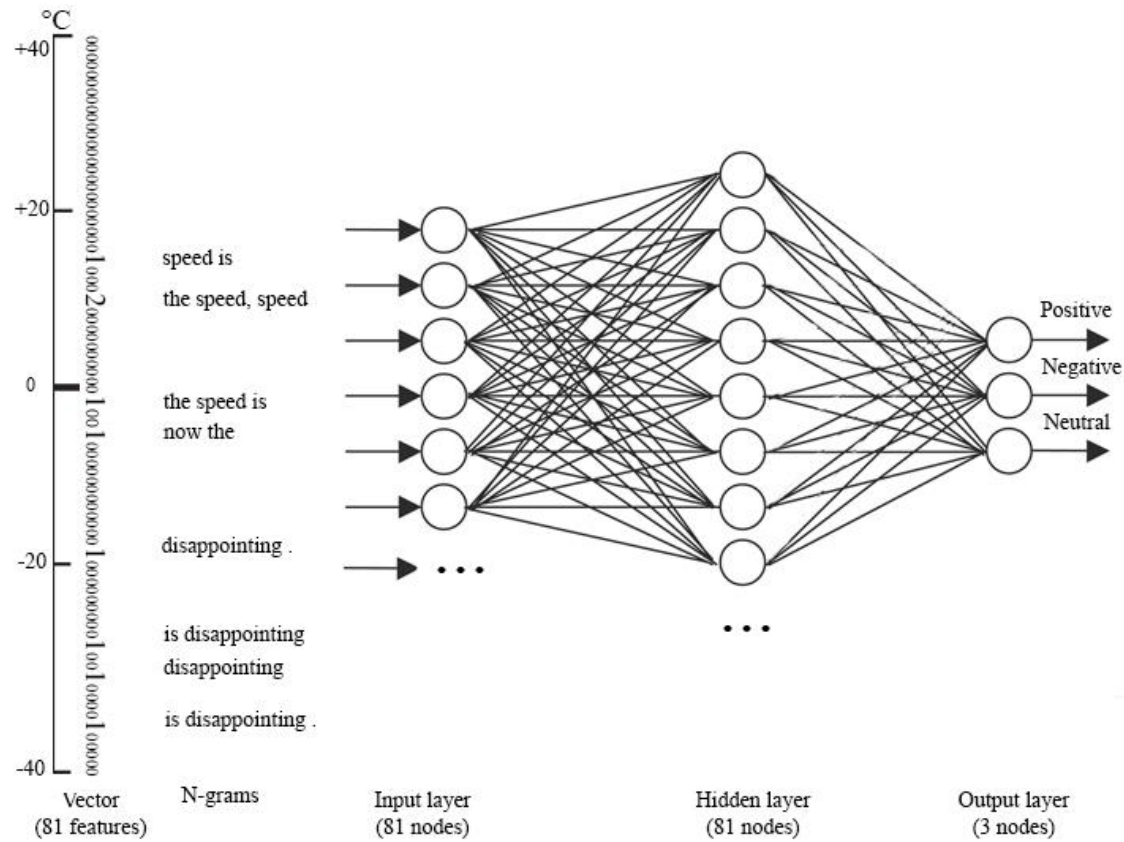 °C
+40
+20
0
-20
-40
speed is
the speed, speed
the speed is
now the
disappointing .
is disappointing
disappointing
is disappointing .
...
...
Positive
Negative
Neutral
Vector
(81 features)
N-grams
Input layer
(81 nodes)
Hidden layer
(81 nodes)
Output layer
(3 nodes)